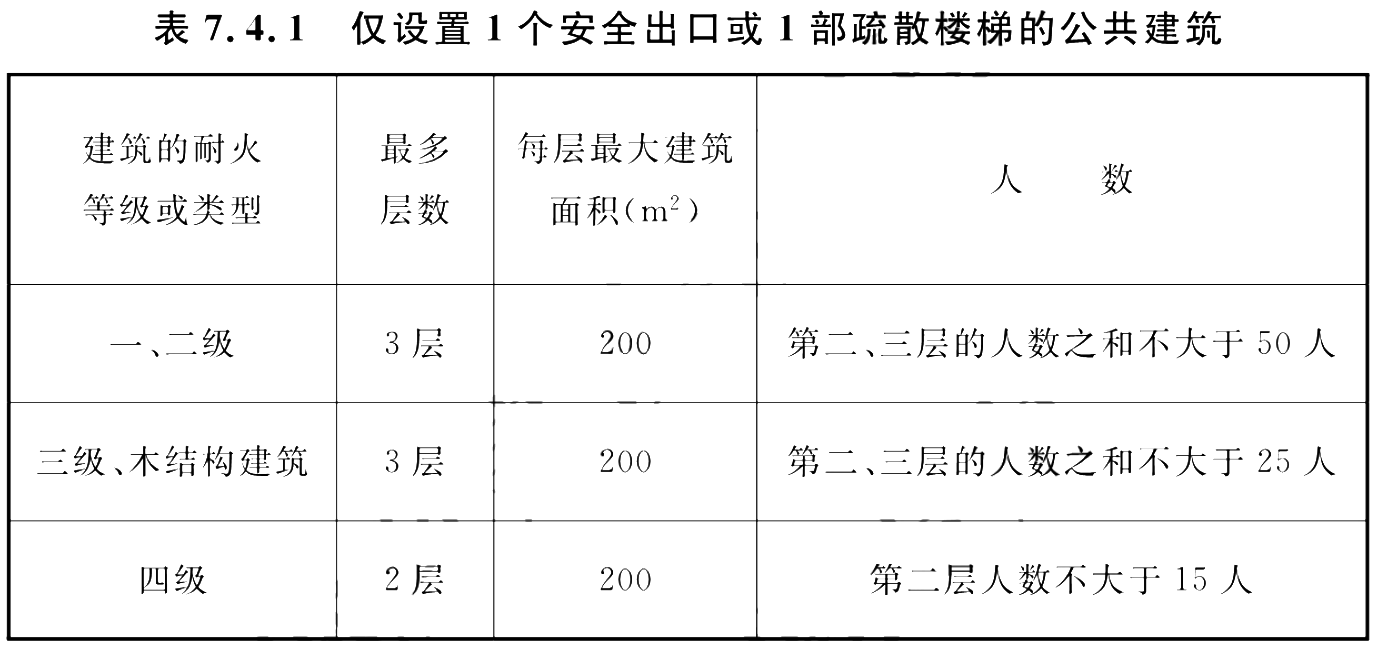 表 7.4.1 仅设置 1 个安全出口或 1 部疏散楼梯的公共建筑
建筑的耐火
等级或类型
最多
层数
每层最大建筑
面积(m²)
人 数
一、二级 3 层 200 第二、三层的人数之和不大于 50 人
三级、木结构建筑 3 层 200 第二、三层的人数之和不大于 25 人
四级 2 层 200 第二层人数不大于 15 人